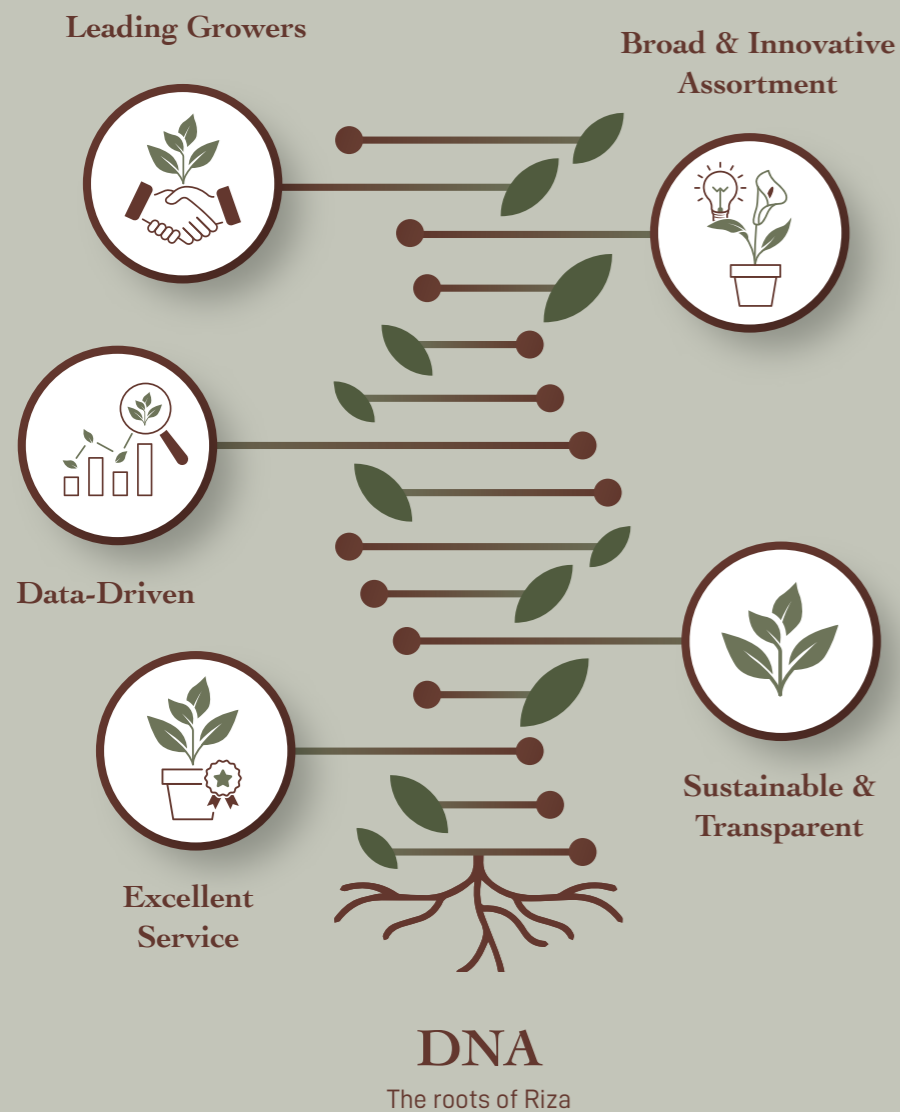 Leading Growers
Broad & Innovative
Assortment
Data-Driven
Sustainable &
Transparent
Excellent
Service
DNA
The roots of Riza